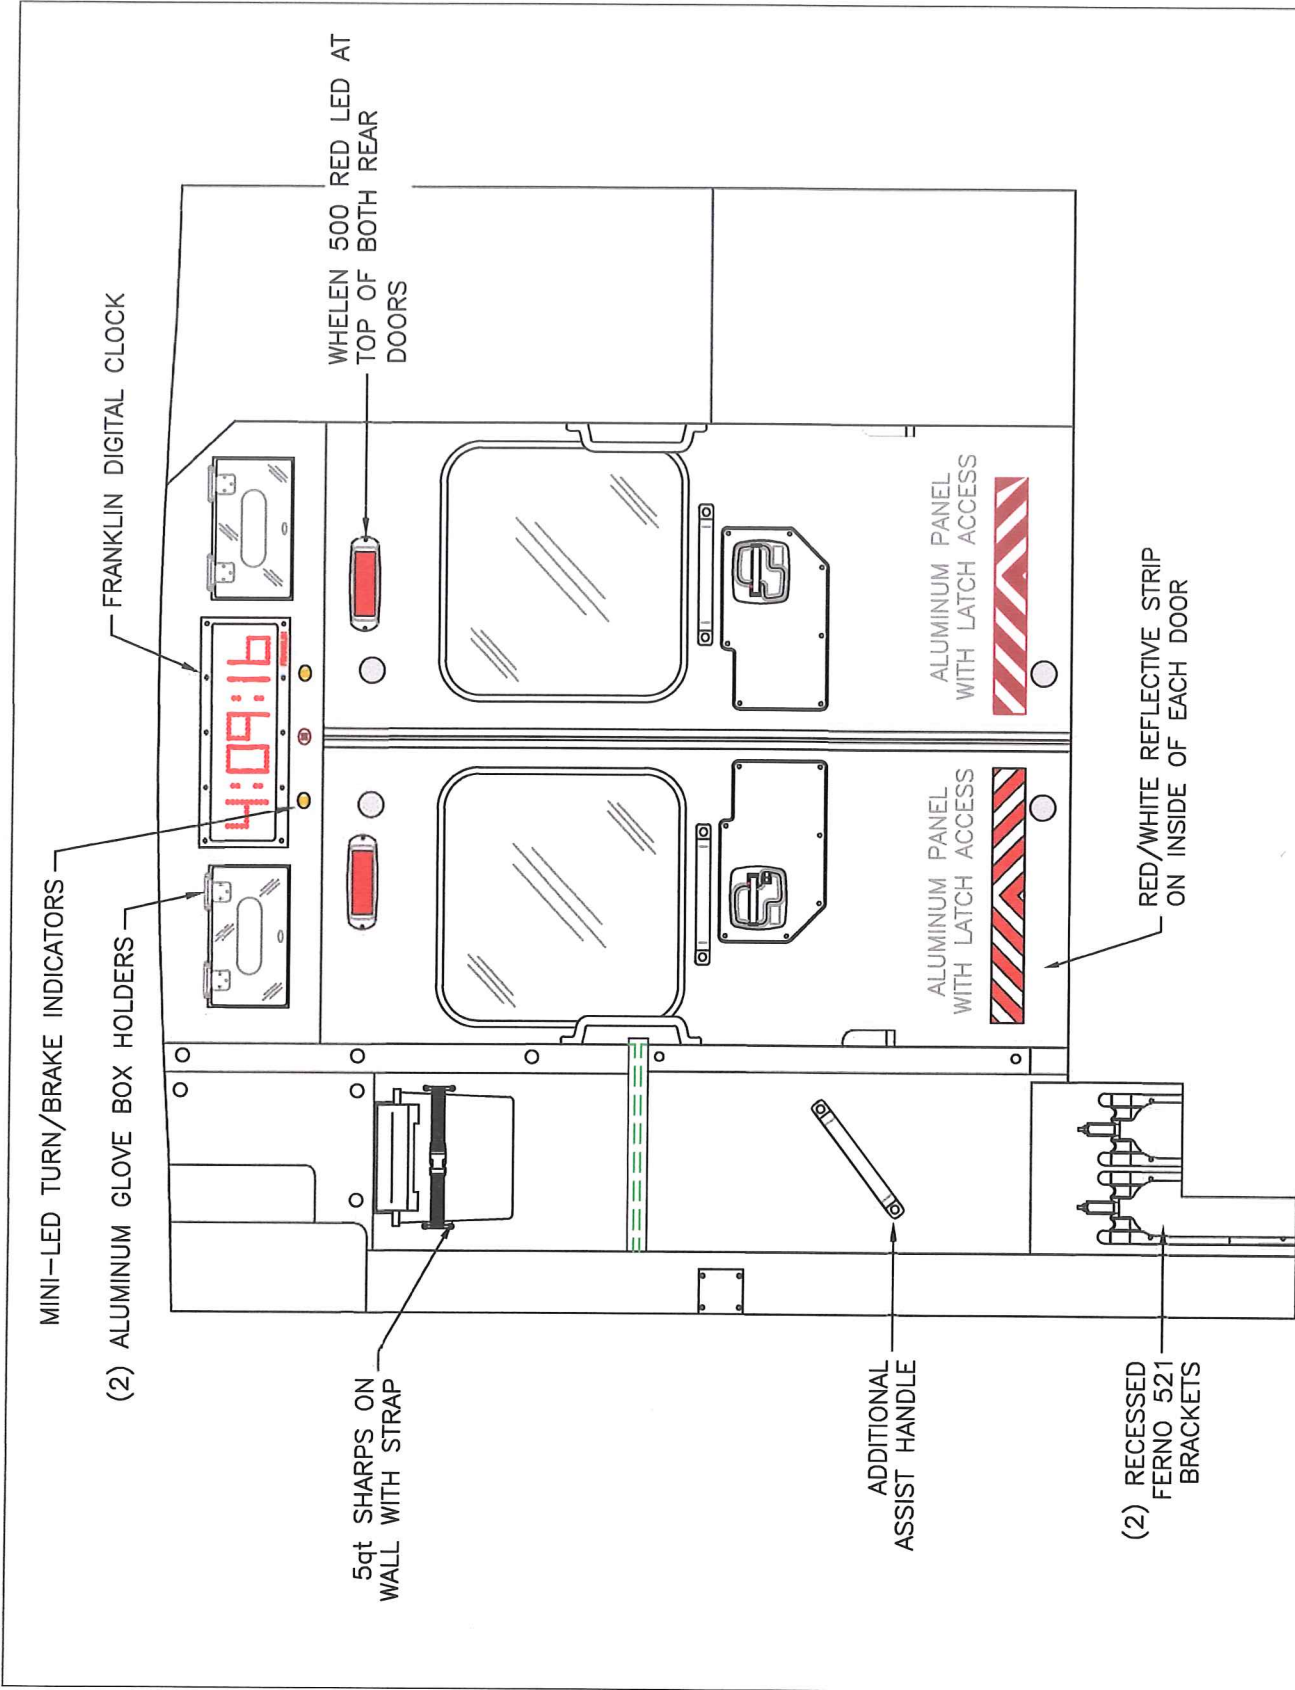 MINI-LED TURN/BRAKE INDICATORS
(2) ALUMINUM GLOVE BOX HOLDERS
FRANKLIN DIGITAL CLOCK
4:09:16
FRANKLIN
WHELEN 500 RED LED AT
TOP OF BOTH REAR
DOORS
5qt SHARPS ON
WALL WITH STRAP
ADDITIONAL
ASSIST HANDLE
(2) RECESSED
FERNO 521
BRACKETS
ALUMINUM PANEL
WITH LATCH ACCESS
ALUMINUM PANEL
WITH LATCH ACCESS
RED/WHITE REFLECTIVE STRIP
ON INSIDE OF EACH DOOR